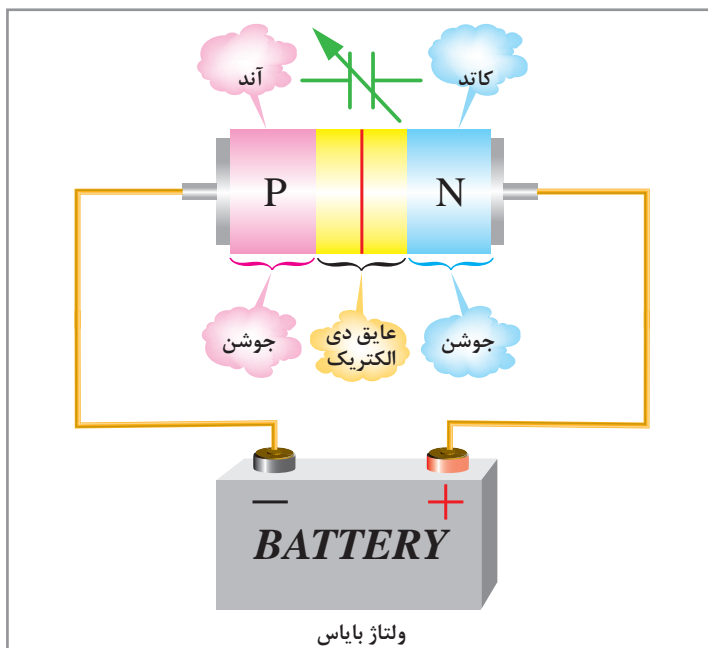 کاتد
آند
P
N
جوشن
عایق دی
الکتریک
جوشن
− +
BATTERY
ولتاژ بایاس